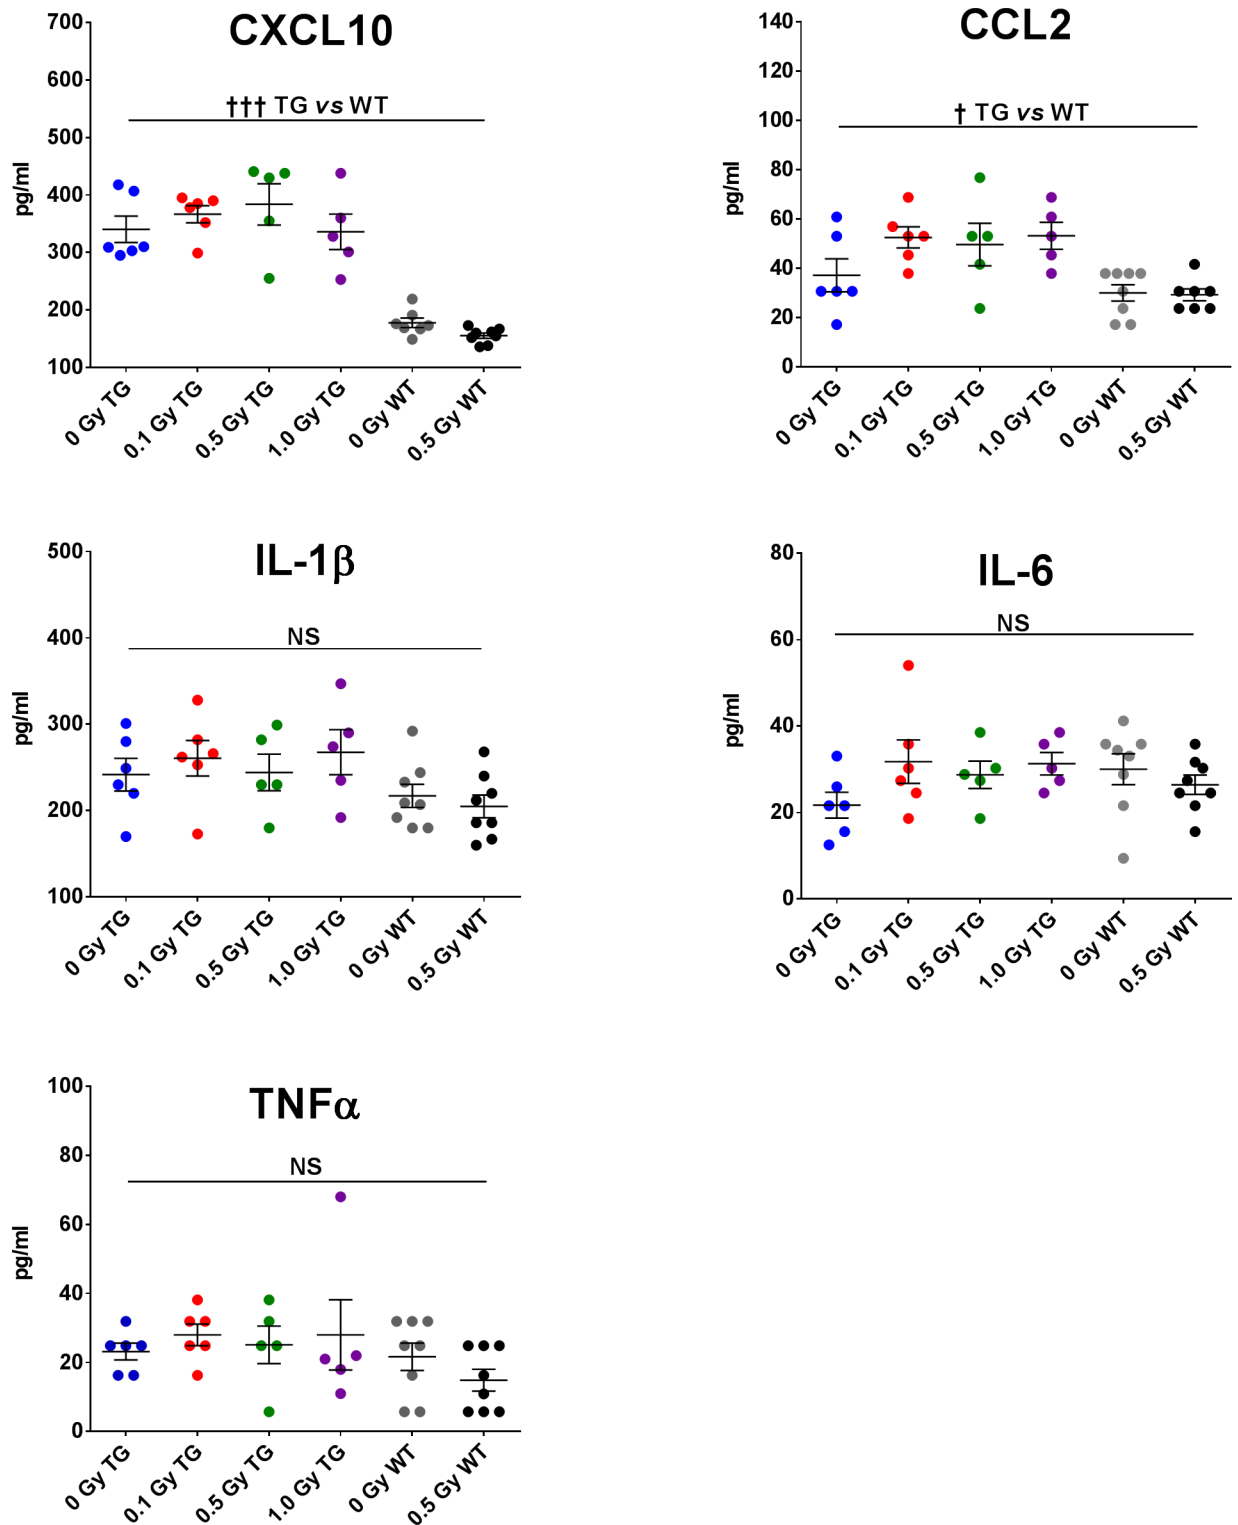 CXCL10
700
600
500
400
300
200
100
pg/ml
††† TG vs WT
0 Gy TG
0.1 Gy TG
0.5 Gy TG
1.0 Gy TG
0 Gy WT
0.5 Gy WT
CCL2
140
120
100
80
60
40
20
0
pg/ml
† TG vs WT
0 Gy TG
0.1 Gy TG
0.5 Gy TG
1.0 Gy TG
0 Gy WT
0.5 Gy WT
IL-1β
500
400
300
200
100
pg/ml
NS
0 Gy TG
0.1 Gy TG
0.5 Gy TG
1.0 Gy TG
0 Gy WT
0.5 Gy WT
IL-6
80
60
40
20
0
pg/ml
NS
0 Gy TG
0.1 Gy TG
0.5 Gy TG
1.0 Gy TG
0 Gy WT
0.5 Gy WT
TNFα
100
80
60
40
20
0
pg/ml
NS
0 Gy TG
0.1 Gy TG
0.5 Gy TG
1.0 Gy TG
0 Gy WT
0.5 Gy WT